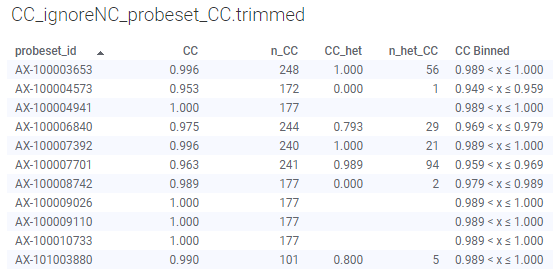 CC_ignoreNC_probeset_CC.trimmed
probeset_id CC n_CC CC_het n_het_CC CC Binned
AX-100003653 0.996 248 1.000 56 0.989 < x ≤ 1.000
AX-100004573 0.953 172 0.000 1 0.949 < x ≤ 0.959
AX-100004941 1.000 177 0.989 < x ≤ 1.000
AX-100006840 0.975 244 0.793 29 0.969 < x ≤ 0.979
AX-100007392 0.996 240 1.000 21 0.989 < x ≤ 1.000
AX-100007701 0.963 241 0.989 94 0.959 < x ≤ 0.969
AX-100008742 0.989 177 0.000 2 0.979 < x ≤ 0.989
AX-100009026 1.000 177 0.989 < x ≤ 1.000
AX-100009110 1.000 177 0.989 < x ≤ 1.000
AX-100010733 1.000 177 0.989 < x ≤ 1.000
AX-101003880 0.990 101 0.800 5 0.989 < x ≤ 1.000